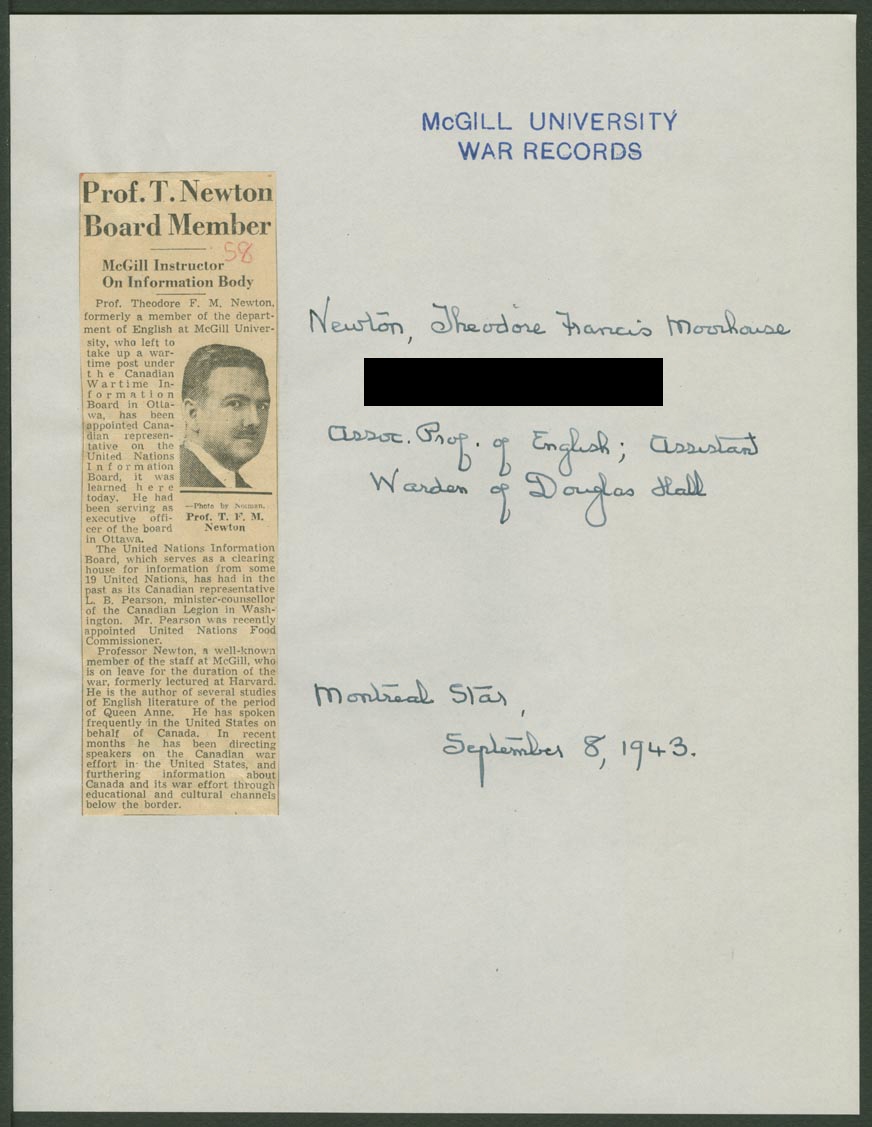 McGILL UNIVERSITY
WAR RECORDS
Prof. T. Newton
Board Member
58
McGill Instructor
On Information Body
Prof. Theodore F. M. Newton,
formerly a member of the depart-
ment of English at McGill Univer-
sity, who left to
take up a war-
time post under
the Canadian
Wartime In-
formation
Board in Otta-
wa, has been
appointed Cana-
dian represen-
tative on the
United Nations
Information
Board, it was
learned here
today. He had
been serving as
executive offi-
cer of the board
in Ottawa.
—Photo by Notman.
Prof. T. F. M.
Newton
The United Nations Information
Board, which serves as a clearing
house for information from some
19 United Nations, has had in the
past as its Canadian representative
L. B. Pearson, minister-counsellor
of the Canadian Legion in Wash-
ington. Mr. Pearson was recently
appointed United Nations Food
Commissioner.
Professor Newton, a well-known
member of the staff at McGill, who
is on leave for the duration of the
war, formerly lectured at Harvard.
He is the author of several studies
of English literature of the period
of Queen Anne. He has spoken
frequently in the United States on
behalf of Canada. In recent
months he has been directing
speakers on the Canadian war
effort in the United States, and
furthering information about
Canada and its war effort through
educational and cultural channels
below the border.
Newton, Theodore Francis Moorhouse
Assoc. Prof. of English; Assistant
Warden of Douglas Hall
Montreal Star,
September 8, 1943.